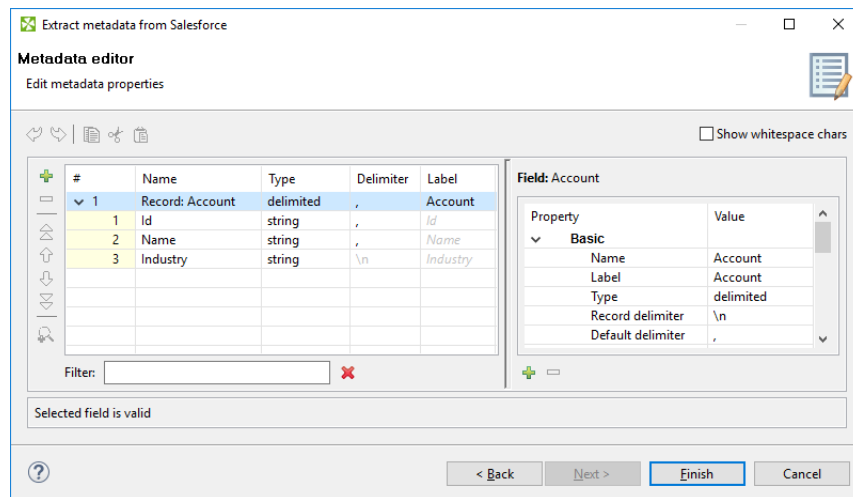 Extract metadata from Salesforce
Metadata editor
Edit metadata properties
Show whitespace chars
# Name Type Delimiter Label
1 Record: Account delimited , Account
1 Id string , Id
2 Name string , Name
3 Industry string \n Industry
Filter:
Field: Account
Property Value
Basic
Name Account
Label Account
Type delimited
Record delimiter \n
Default delimiter ,
Selected field is valid
?
< Back Next > Finish Cancel